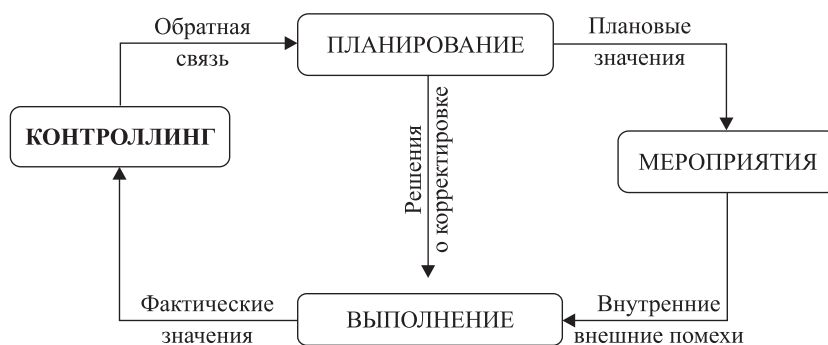 Обратная
связь
ПЛАНИРОВАНИЕ
Плановые
значения
КОНТРОЛЛИНГ
Решения
о корректировке
МЕРОПРИЯТИЯ
Фактические
значения
ВЫПОЛНЕНИЕ
Внутренние
внешние помехи